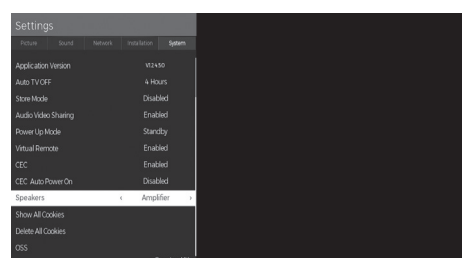 Settings
Picture Sound Network Installation System
Application Version V12450
Auto TV OFF 4 Hours
Store Mode Disabled
Audio Video Sharing Enabled
Power Up Mode Standby
Virtual Remote Enabled
CEC Enabled
CEC Auto Power On Disabled
Speakers ‹ Amplifier ›
Show All Cookies
Delete All Cookies
OSS